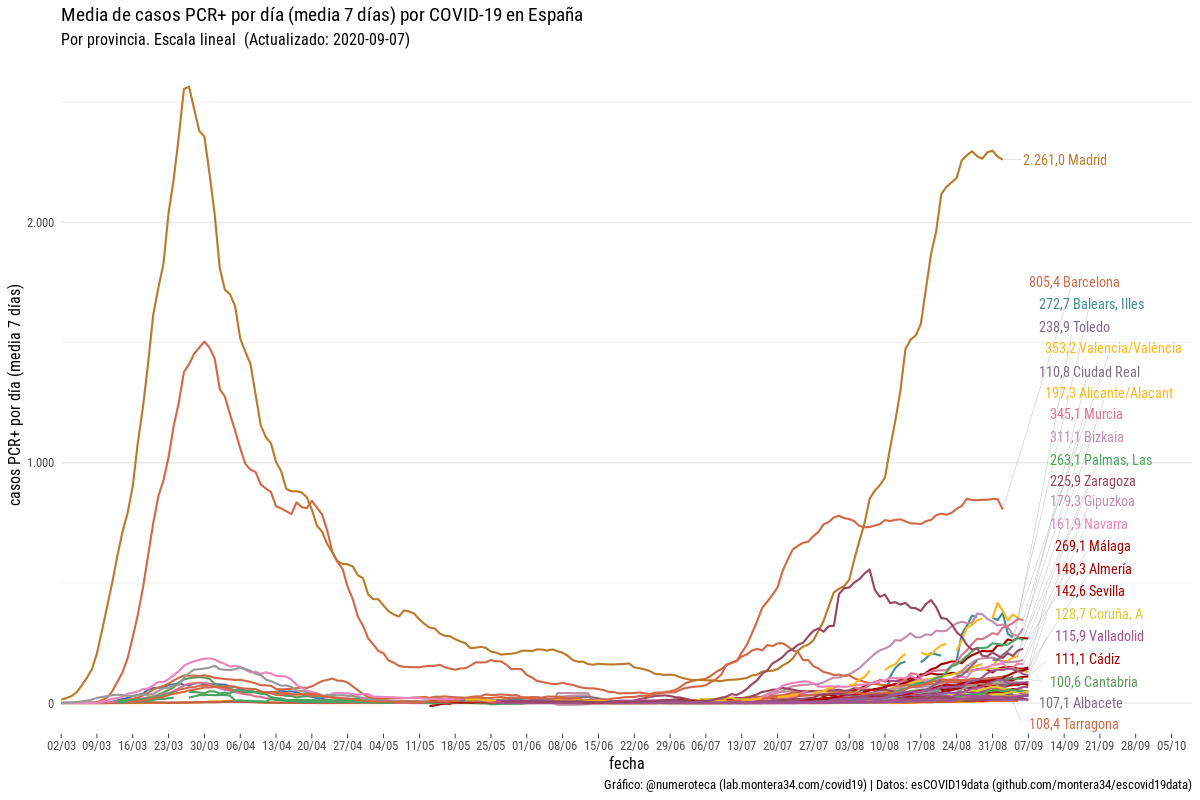 Media de casos PCR+ por día (media 7 días) por COVID-19 en España
Por provincia. Escala lineal (Actualizado: 2020-09-07)
casos PCR+ por día (media 7 días)
2.000
1.000
0
2.261,0 Madrid
805,4 Barcelona
272,7 Balears, Illes
238,9 Toledo
353,2 Valencia/València
110,8 Ciudad Real
197,3 Alicante/Alacant
345,1 Murcia
311,1 Bizkaia
263,1 Palmas, Las
225,9 Zaragoza
179,3 Gipuzkoa
161,9 Navarra
269,1 Málaga
148,3 Almería
142,6 Sevilla
128,7 Coruña, A
115,9 Valladolid
111,1 Cádiz
100,6 Cantabria
107,1 Albacete
108,4 Tarragona
02/03 09/03 16/03 23/03 30/03 06/04 13/04 20/04 27/04 04/05 11/05 18/05 25/05 01/06 08/06 15/06 22/06 29/06 06/07 13/07 20/07 27/07 03/08 10/08 17/08 24/08 31/08 07/09 14/09 21/09 28/09 05/10
fecha
Gráfico: @numeroteca (lab.montera34.com/covid19) | Datos: esCOVID19data (github.com/montera34/escovid19data)